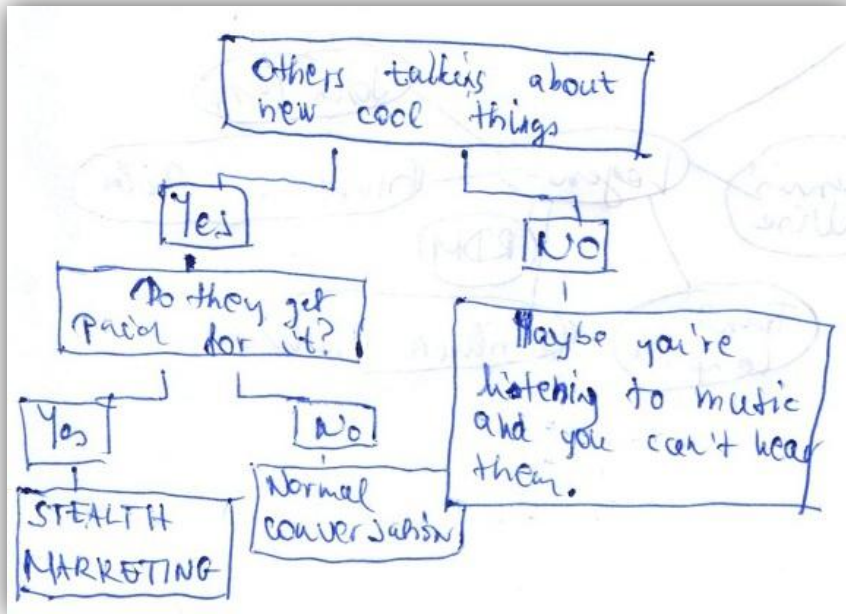 Others talking about
new cool things
Yes
NO
Do they get
paid for it?
Maybe you're
listening to music
and you can't hear
them.
Yes
No
STEALTH
MARKETING
Normal
conversation